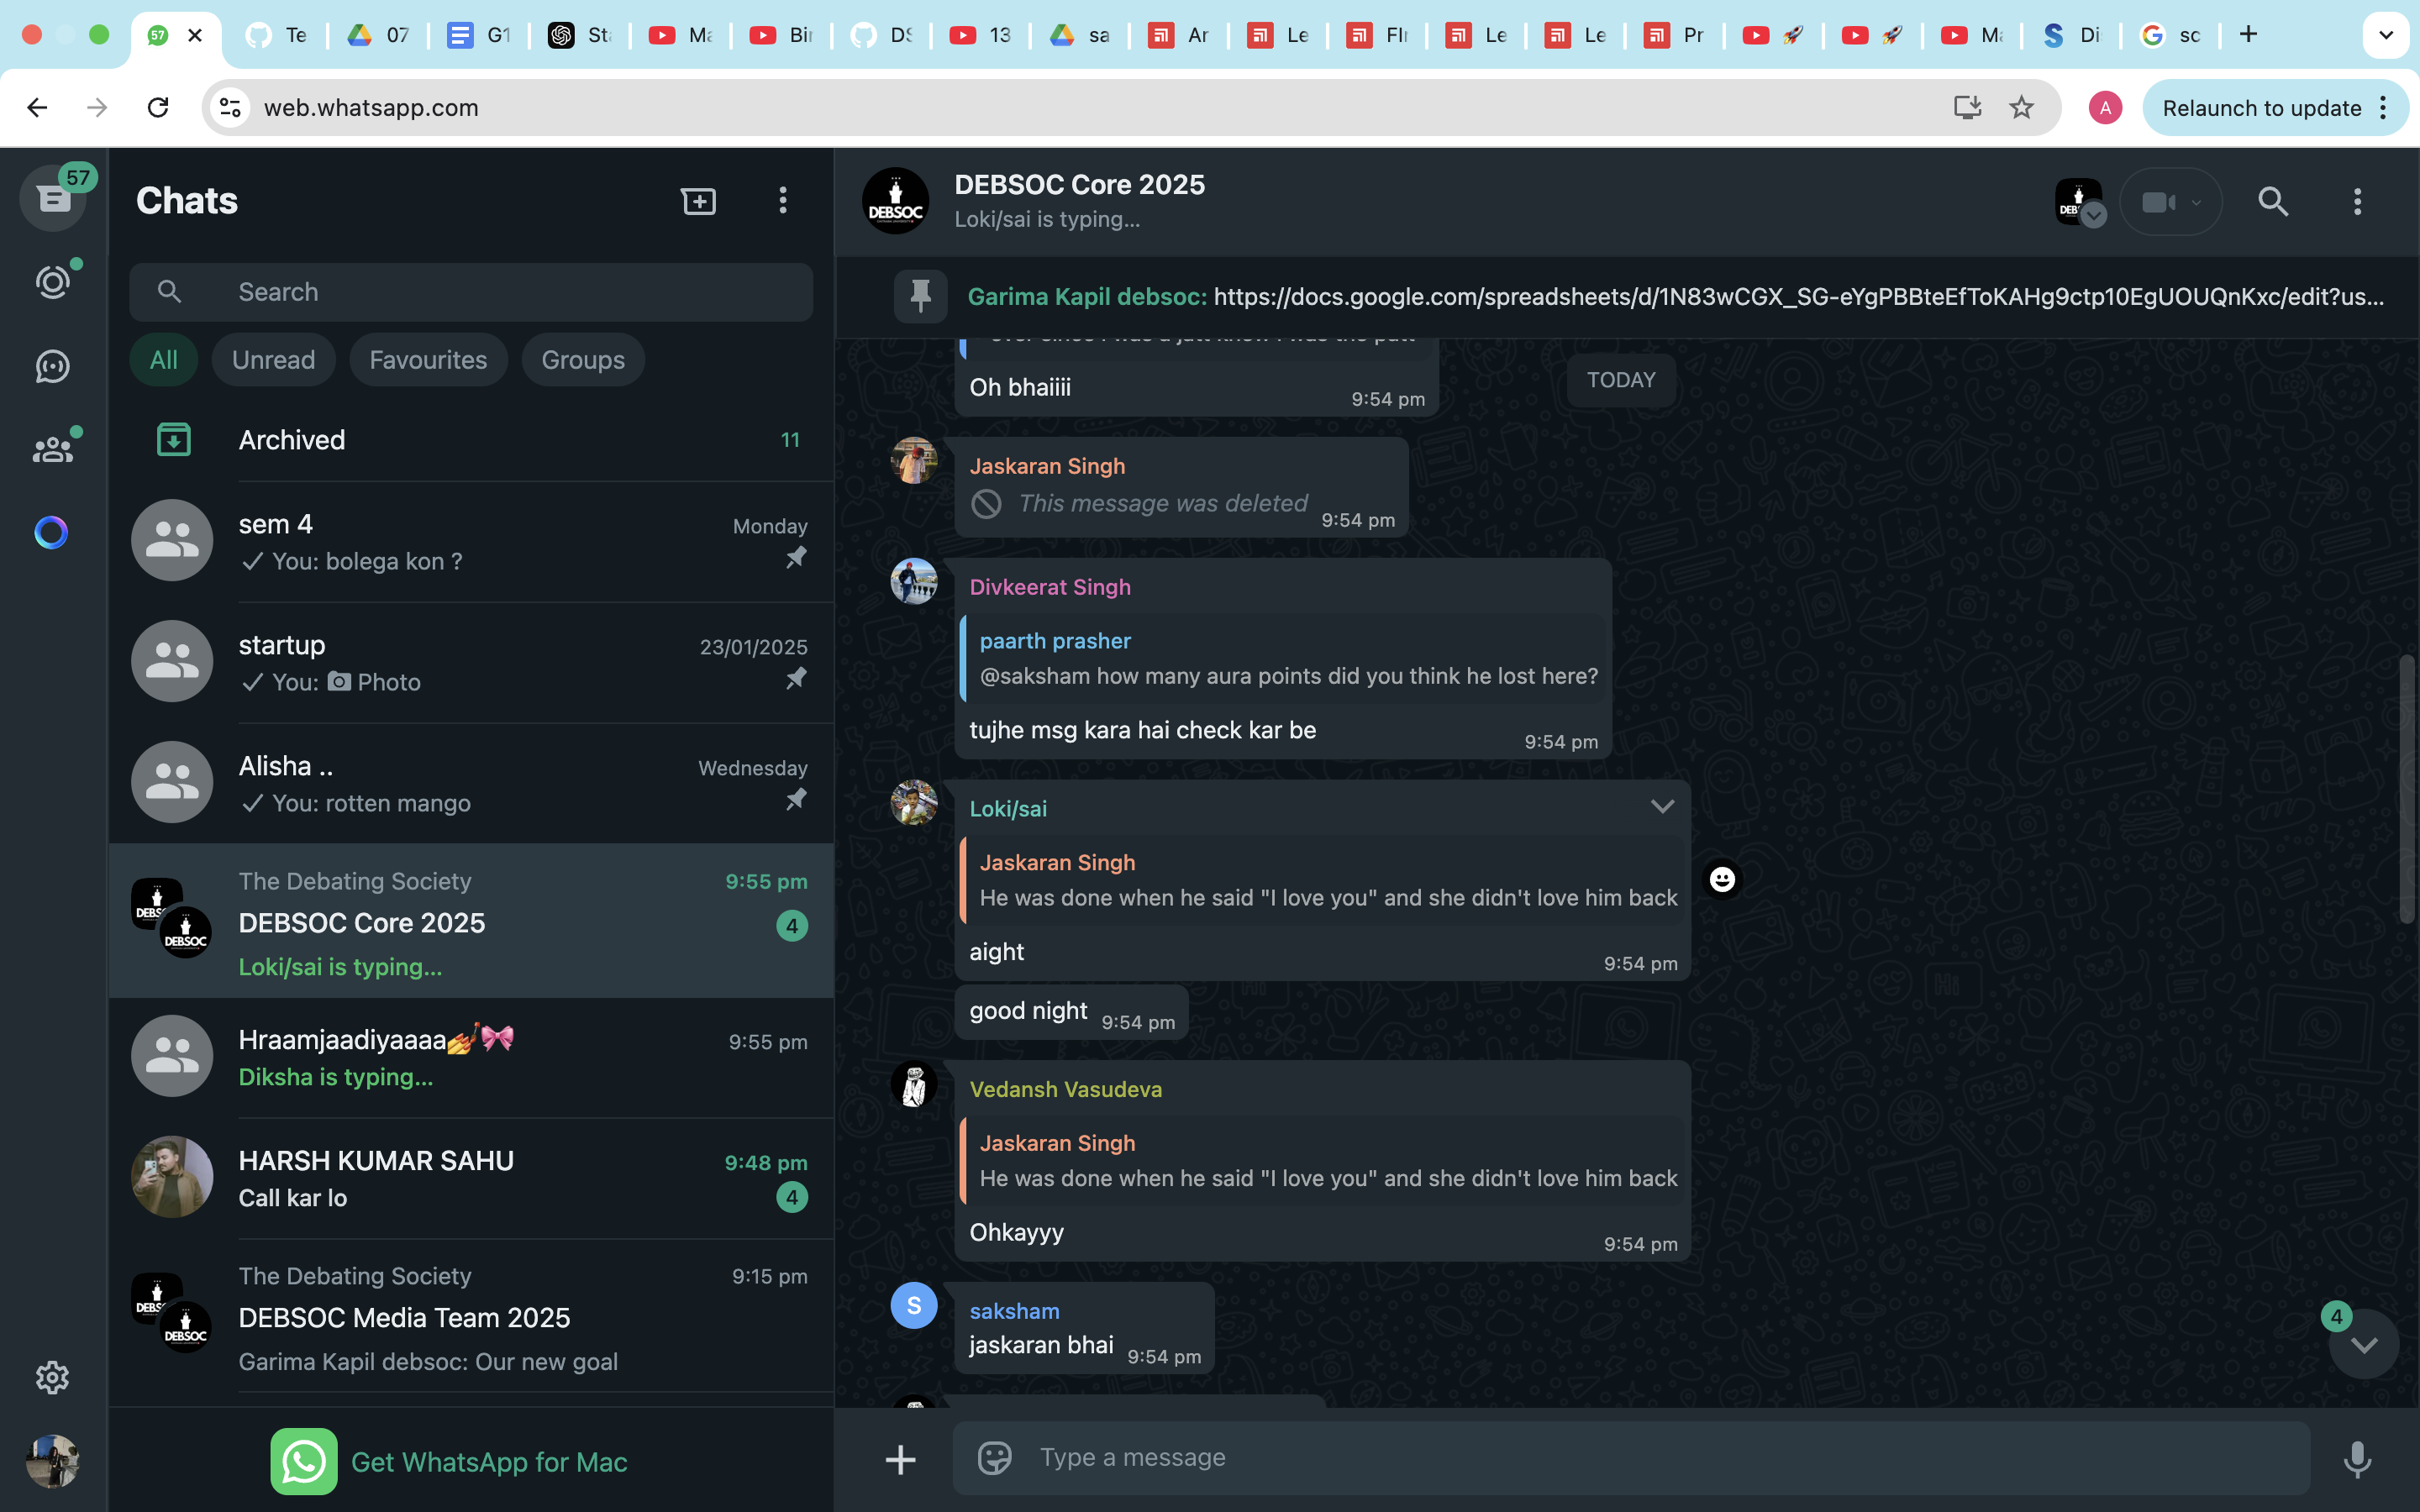 57
Te
07
G1
St
Ma
Bir
DS
13
sa
Ar
Le
Flr
Le
Le
Pr
Di
sc
web.whatsapp.com
A
Relaunch to update
57
Chats
Search
All
Unread
Favourites
Groups
Archived
11
sem 4
Monday
You: bolega kon ?
startup
23/01/2025
You: Photo
Alisha ..
Wednesday
You: rotten mango
The Debating Society
9:55 pm
DEBSOC Core 2025
4
DEBSOC
Loki/sai is typing...
Hraamjaadiyaaaa💅🎀
9:55 pm
Diksha is typing...
HARSH KUMAR SAHU
9:48 pm
Call kar lo
4
The Debating Society
9:15 pm
DEBSOC Media Team 2025
DEBSOC
Garima Kapil debsoc: Our new goal
Get WhatsApp for Mac
DEBSOC
DEBSOC Core 2025
Loki/sai is typing...
Garima Kapil debsoc: https://docs.google.com/spreadsheets/d/1N83wCGX_SG-eYgPBBteEfToKAHg9ctp10EgUOUQnKxc/edit?us...
TODAY
Oh bhaiiii
9:54 pm
Jaskaran Singh
This message was deleted
9:54 pm
Divkeerat Singh
paarth prasher
@saksham how many aura points did you think he lost here?
tujhe msg kara hai check kar be
9:54 pm
Loki/sai
Jaskaran Singh
He was done when he said "I love you" and she didn't love him back
aight
9:54 pm
good night
9:54 pm
Vedansh Vasudeva
Jaskaran Singh
He was done when he said "I love you" and she didn't love him back
Ohkayyy
9:54 pm
S
saksham
jaskaran bhai
9:54 pm
4
Type a message